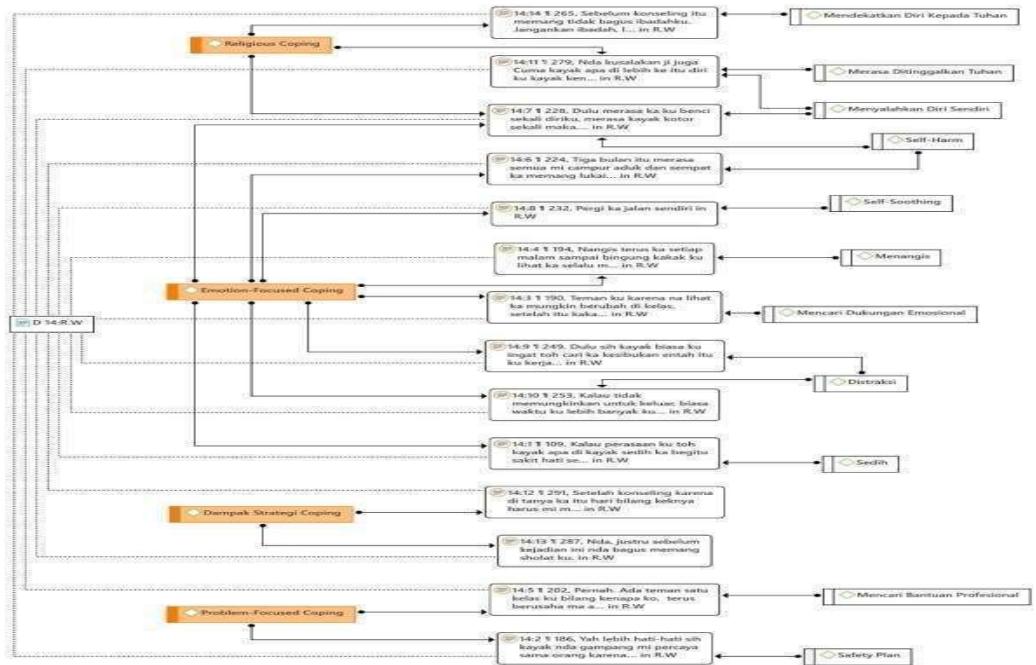 14:14 ¶ 265, Sebelum konseling itu
memang tidak bagus ibadahku.
Jangankan ibadah, l... in R.W
Mendekatkan Diri Kepada Tuhan
Religious Coping
14:11 ¶ 279, Nda kusalakan ji juga
Cuma kayak apa di lebih ke itu diri
ku kayak ken... in R.W
Merasa Ditinggalkan Tuhan
Menyalahkan Diri Sendiri
14:7 ¶ 228, Dulu merasa ka ku benci
sekali diriku, merasa kayak kotor
sekali maka.... in R.W
Self-Harm
14:6 ¶ 224, Tiga bulan itu merasa
semua mi campur aduk dan sempat
ka memang lukai... in R.W
14:8 ¶ 232, Pergi ka jalan sendiri in
R.W
Self-Soothing
14:4 ¶ 194, Nangis terus ka setiap
malam sampai bingung kakak ku
lihat ka selalu m... in R.W
Menangis
Emotion-Focused Coping
14:3 ¶ 190, Teman ku karena na lihat
ka mungkin berubah di kelas,
setelah itu kaka... in R.W
Mencari Dukungan Emosional
D 14:R.W
14:9 ¶ 249, Dulu sih kayak biasa ku
ingat toh cari ka kesibukan entah itu
ku kerja... in R.W
Distraksi
14:10 ¶ 253, Kalau tidak
memungkinkan untuk keluar, biasa
waktu ku lebih banyak ku... in R.W
14:1 ¶ 109, Kalau perasaan ku toh
kayak apa di kayak sedih ka begitu
sakit hati se... in R.W
Sedih
14:12 ¶ 291, Setelah konseling karena
di tanya ka itu hari bilang keknya
harus mi m... in R.W
Dampak Strategi Coping
14:13 ¶ 287, Nda, justru sebelum
kejadian ini nda bagus memang
sholat ku. in R.W
14:5 ¶ 202, Pernah. Ada teman satu
kelas ku bilang kenapa ko, terus
berusaha ma a... in R.W
Mencari Bantuan Profesional
Problem-Focused Coping
14:2 ¶ 186, Yah lebih hati-hati sih
kayak nda gampang mi percaya
sama orang karena... in R.W
Safety Plan